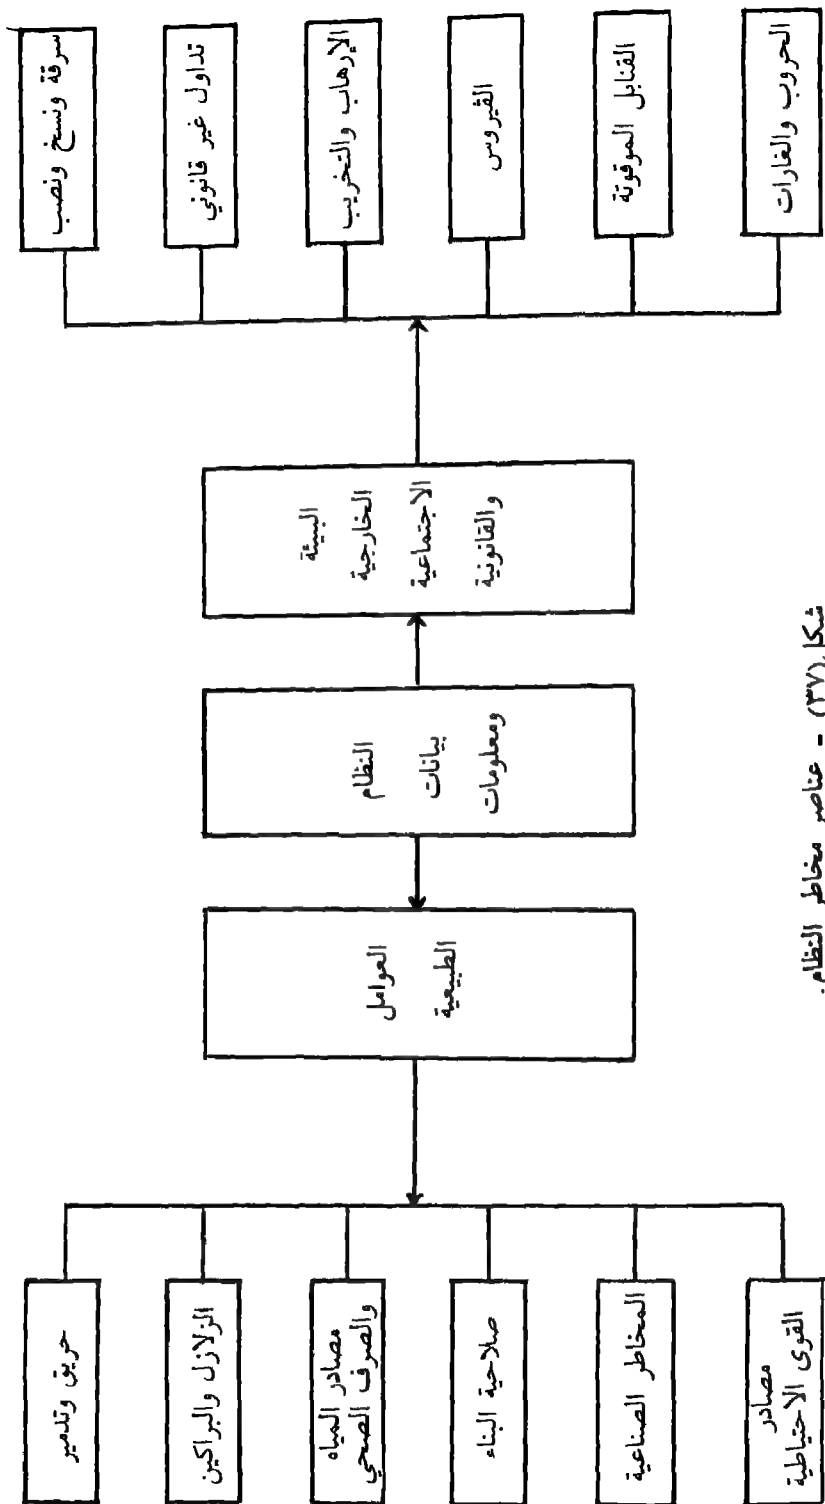 سرقة ونسخ ونصب
تداول غير قانوني
الإرهاب والتخريب
الفيروس
القنابل الموقوتة
الحروب والغارات
البيئة
الخارجية
الاجتماعية
والقانونية
النظام
بيانات
ومعلومات
العوامل
الطبيعية
حريق وتدمير
الزلازل والبراكين
مصادر المياه
والصرف الصحي
صلاحية البناء
المخاطر الصناعية
مصادر
القوى الاحتياطية
شكل (٣٧) - عناصر مخاطر النظام.